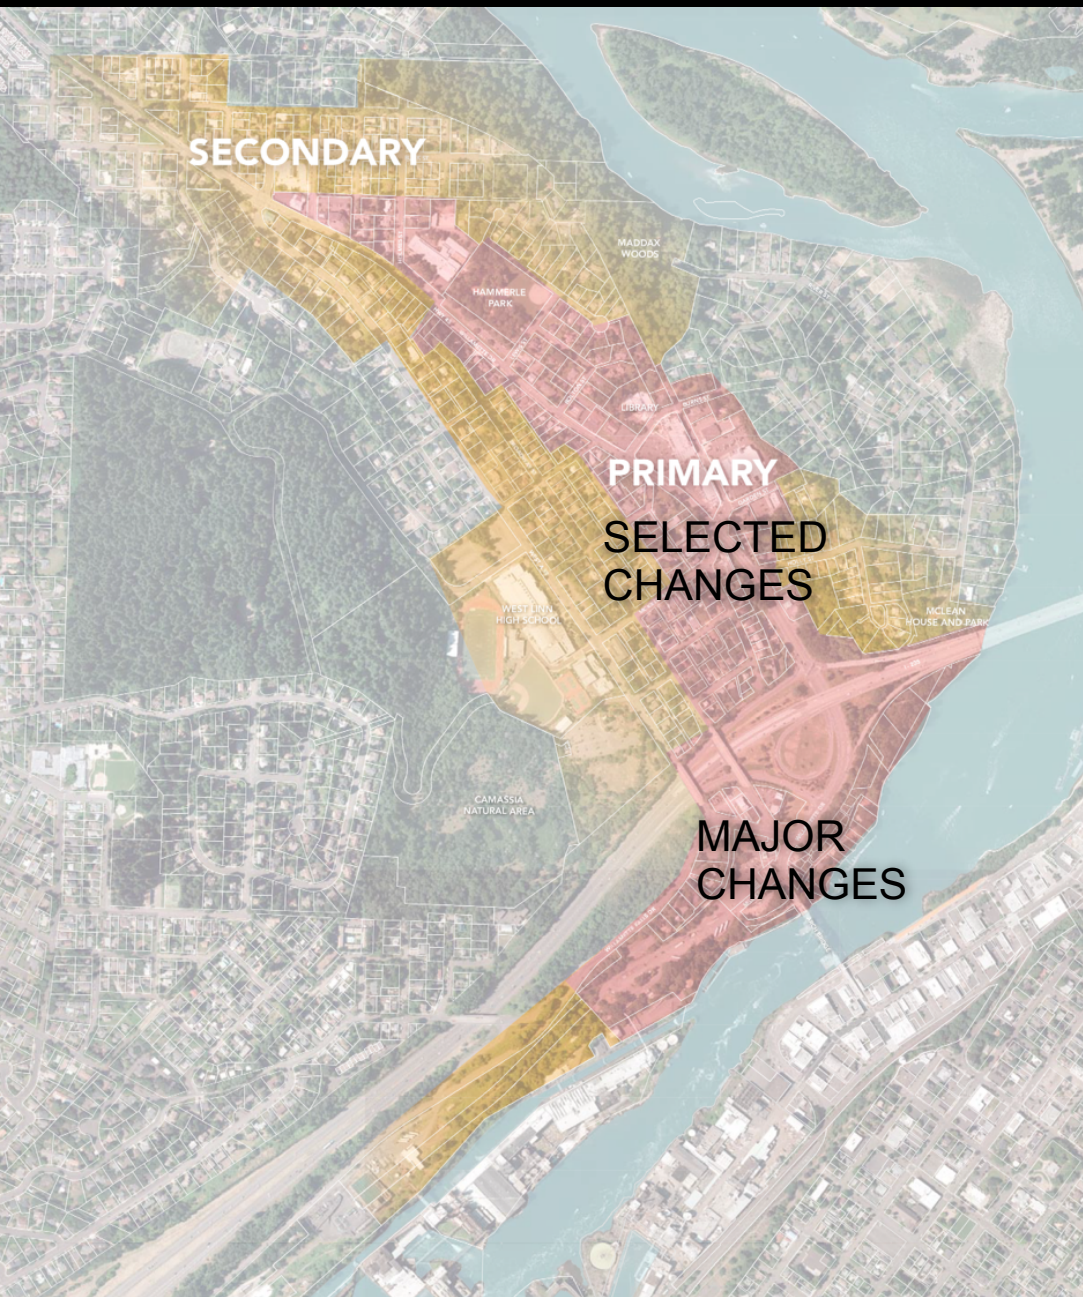 SECONDARY
MADDAX
WOODS
HAMMERLE
PARK
LIBRARY
PRIMARY
SELECTED
CHANGES
WEST LINN
HIGH SCHOOL
MCLEAN
HOUSE AND PARK
I-205
CAMASSIA
NATURAL AREA
MAJOR
CHANGES